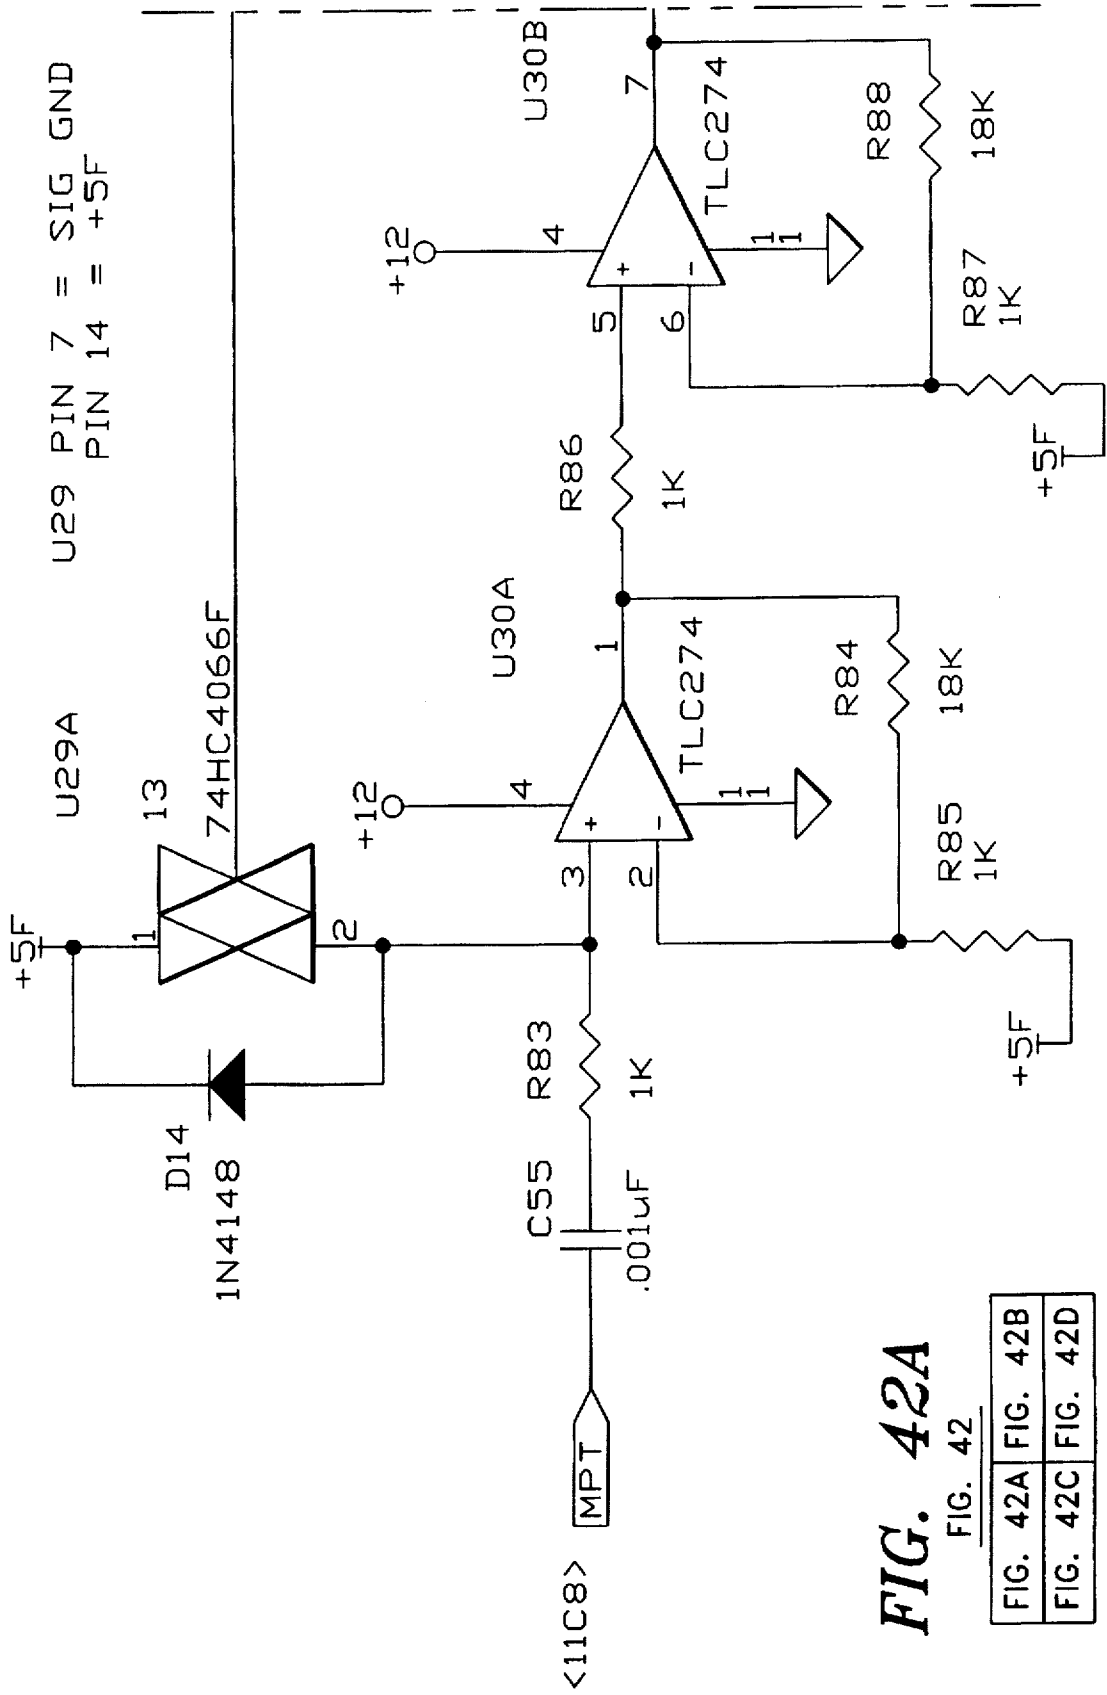 U29 PIN 7 = SIG GND
PIN 14 = +5F
U29A
+5F
1
13
74HC4066F
2
D14
1N4148
+12
4
U30A
3
+
2
-
1
11
TLC274
R84
18K
R85
1K
+5F
<11C8>
MPT
C55
.001uF
R83
1K
R86
1K
+12
4
U30B
5
+
6
-
7
11
TLC274
R88
18K
R87
1K
+5F
FIG. 42A
FIG. 42
FIG. 42A FIG. 42B
FIG. 42C FIG. 42D